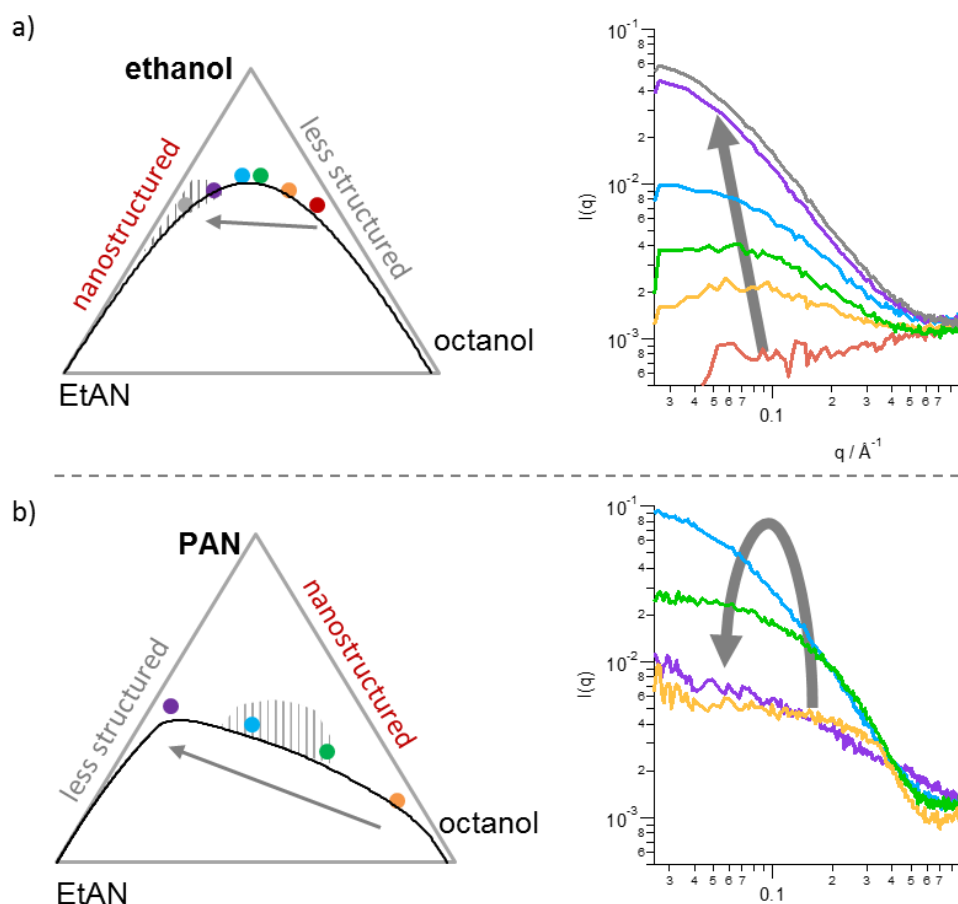 a)
ethanol
nanostructured
less structured
octanol
EtAN
10⁻¹
8
6
4
2
10⁻²
8
6
4
2
10⁻³
8
6
I(q)
3 4 5 6 7 0.1 2 3 4 5 6 7
q / Å⁻¹
b)
PAN
less structured
nanostructured
octanol
EtAN
10⁻¹
8
6
4
2
10⁻²
8
6
4
2
10⁻³
8
6
I(q)
3 4 5 6 7 0.1 2 3 4 5 6 7